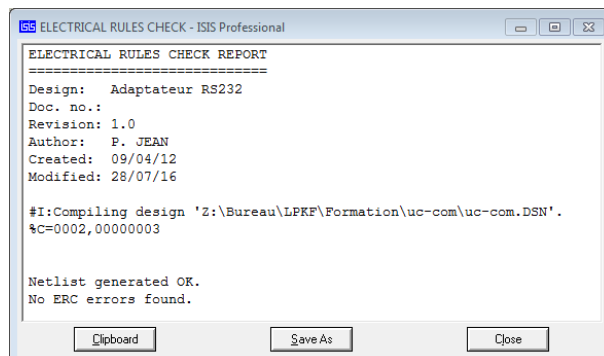 ISIS ELECTRICAL RULES CHECK - ISIS Professional
ELECTRICAL RULES CHECK REPORT
=============================
Design: Adaptateur RS232
Doc. no.:
Revision: 1.0
Author: P. JEAN
Created: 09/04/12
Modified: 28/07/16
#I:Compiling design 'Z:\Bureau\LPKF\Formation\uc-com\uc-com.DSN'.
%C=0002,00000003
Netlist generated OK.
No ERC errors found.
Clipboard Save As Close